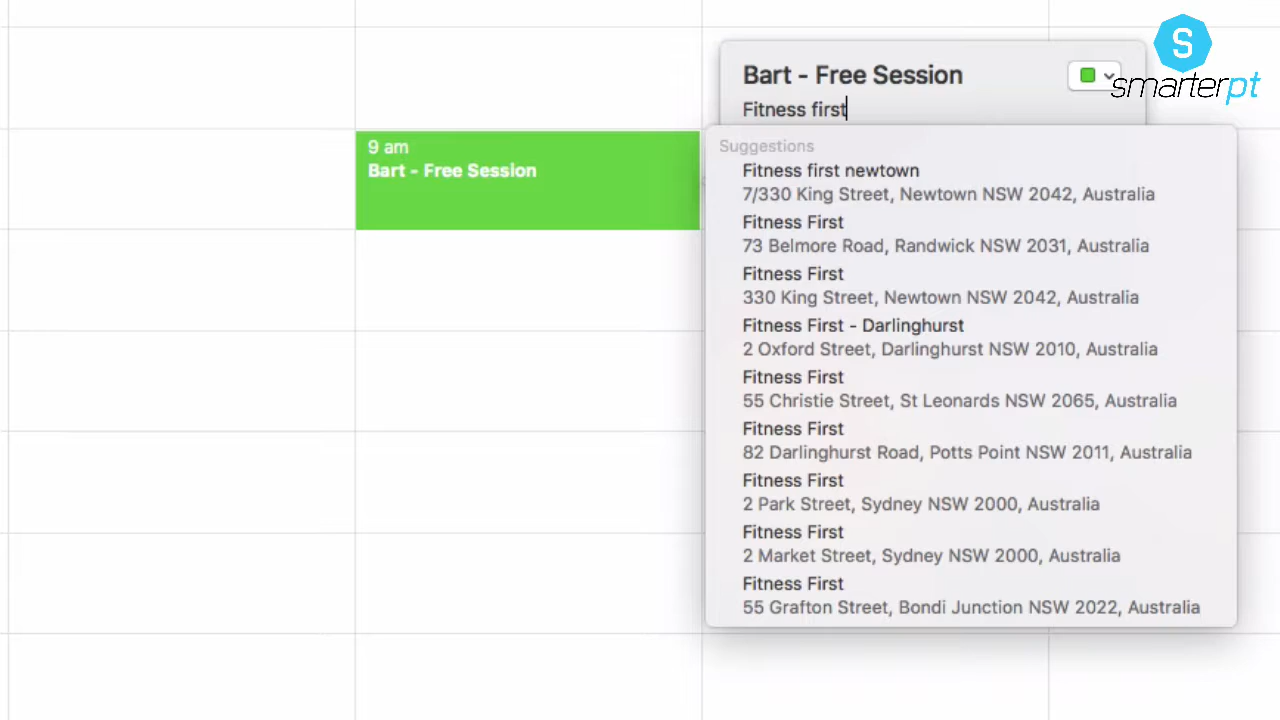 S
smarterpt
Bart - Free Session
Fitness first
9 am
Bart - Free Session
Suggestions
Fitness first newtown
7/330 King Street, Newtown NSW 2042, Australia
Fitness First
73 Belmore Road, Randwick NSW 2031, Australia
Fitness First
330 King Street, Newtown NSW 2042, Australia
Fitness First - Darlinghurst
2 Oxford Street, Darlinghurst NSW 2010, Australia
Fitness First
55 Christie Street, St Leonards NSW 2065, Australia
Fitness First
82 Darlinghurst Road, Potts Point NSW 2011, Australia
Fitness First
2 Park Street, Sydney NSW 2000, Australia
Fitness First
2 Market Street, Sydney NSW 2000, Australia
Fitness First
55 Grafton Street, Bondi Junction NSW 2022, Australia